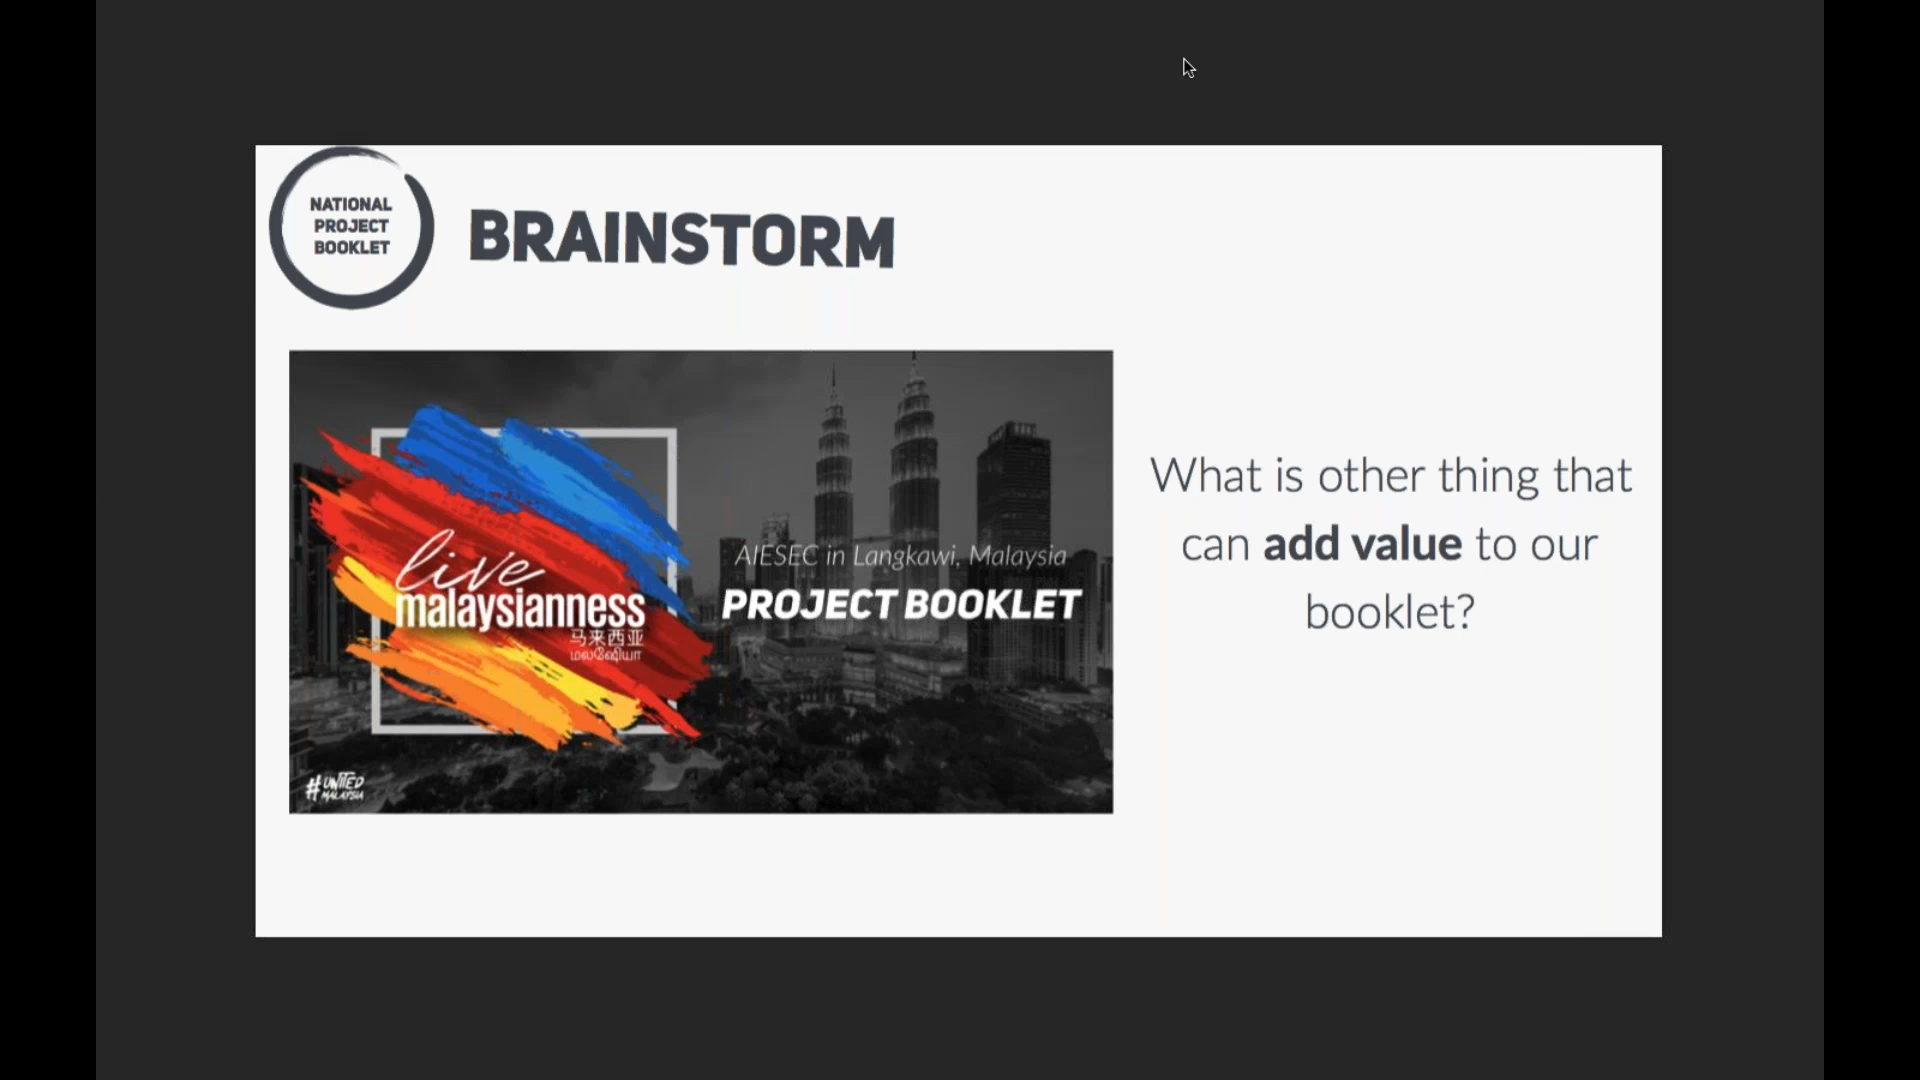 NATIONAL
PROJECT
BOOKLET
BRAINSTORM
live
malaysianness
马来西亚
AIESEC in Langkawi, Malaysia
PROJECT BOOKLET
#UNITED
MALAYSIA
What is other thing that
can add value to our
booklet?